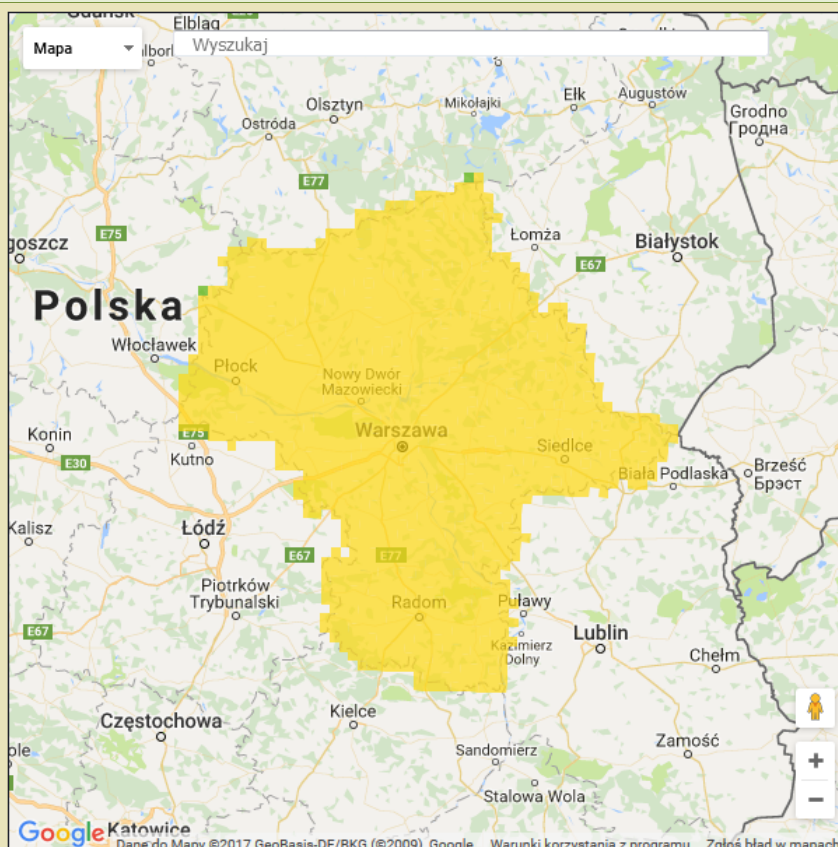 Elbląg
Mapa
Wyszukaj
Olsztyn
Mikołajki
Ełk
Augustów
Ostróda
Grodno
Гродна
E77
E75
goszcz
Łomża
Białystok
E67
Polska
Włocławek
Płock
Nowy Dwór
Mazowiecki
Warszawa
Siedlce
E75
Konin
Kutno
E30
Biała Podlaska
Brześć
Брэст
Kalisz
Łódź
E67
E77
Piotrków
Trybunalski
Radom
Puławy
E67
Kazimierz
Dolny
Lublin
Chełm
Kielce
Częstochowa
Sandomierz
Zamość
ole
Stalowa Wola
+
−
Google
Katowice
Dane do Mapy ©2017 GeoBasis-DE/BKG (©2009), Google
Warunki korzystania z programu
Zgłoś błąd w mapach